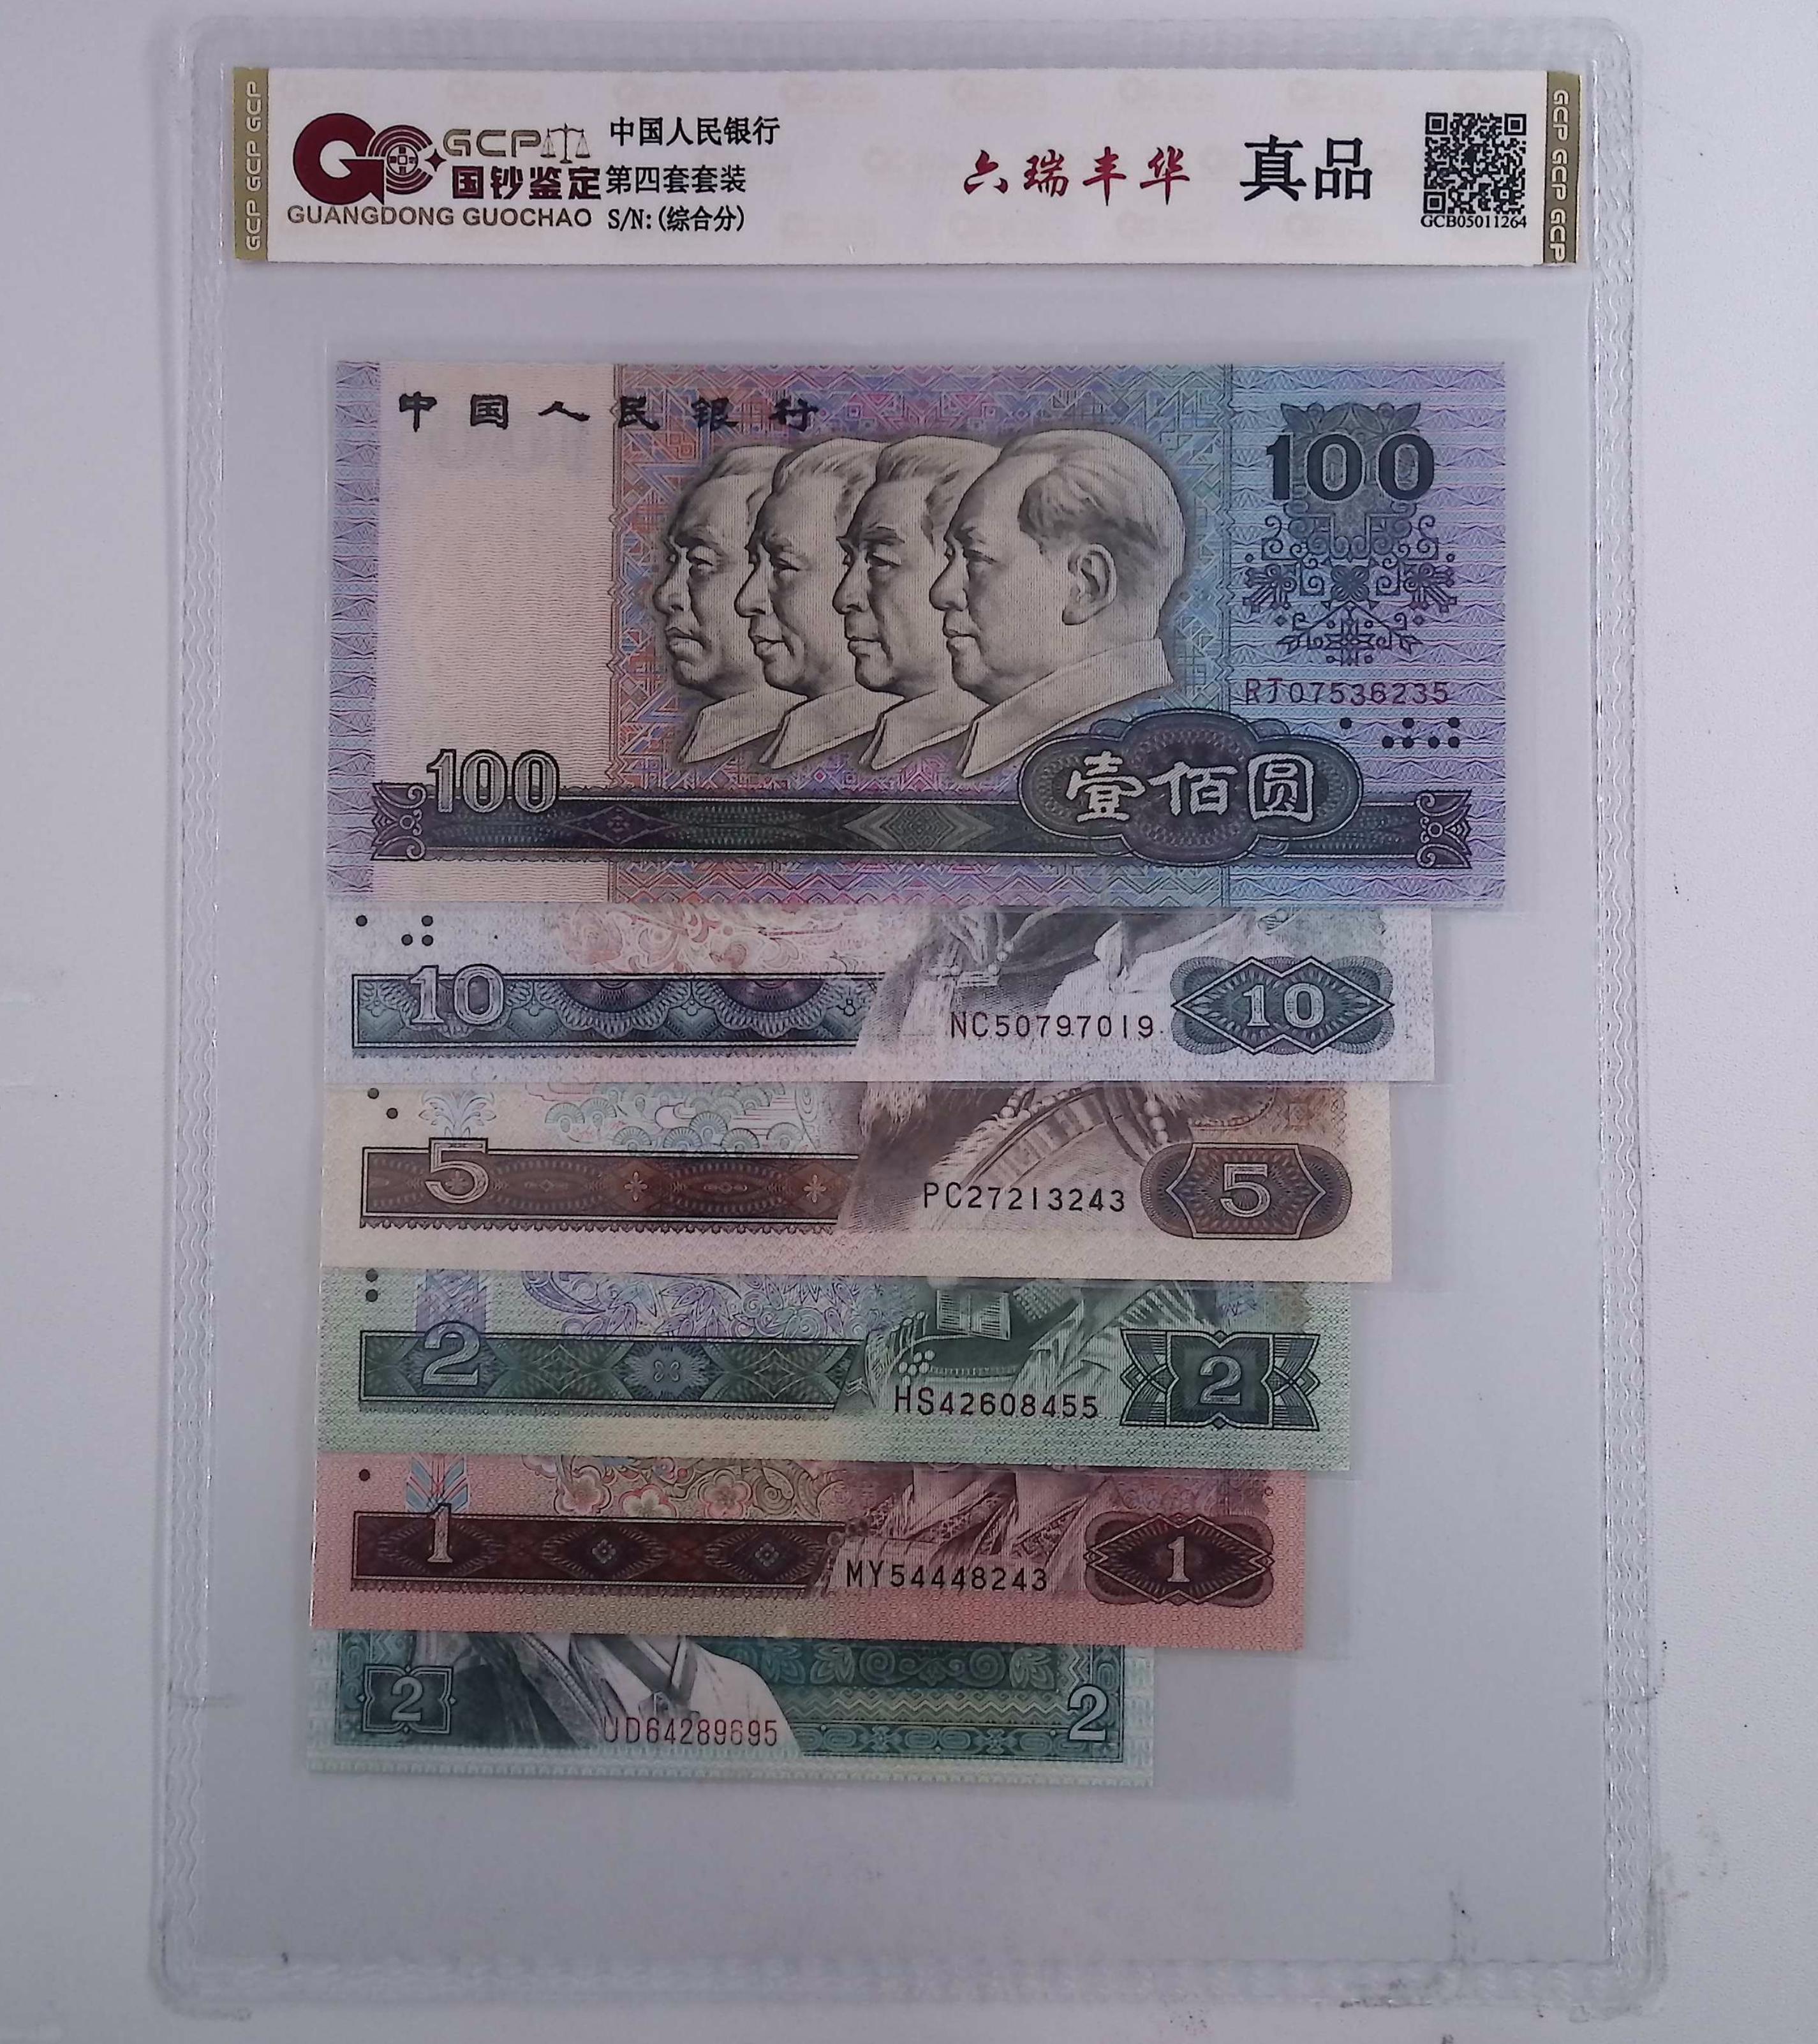 GCP GCP GCP
GCP
国钞鉴定
GUANGDONG GUOCHAO
中国人民银行
第四套套装
S/N:(综合分)
六瑞丰华 真品
GCB05011264
GCP GCP GCP
中国人民银行
100
RJ07536235
100
壹佰圆
10
NC50797019
10
5
PC27213243
5
2
HS42608455
2
1
MY54448243
1
2
JD64289695
2